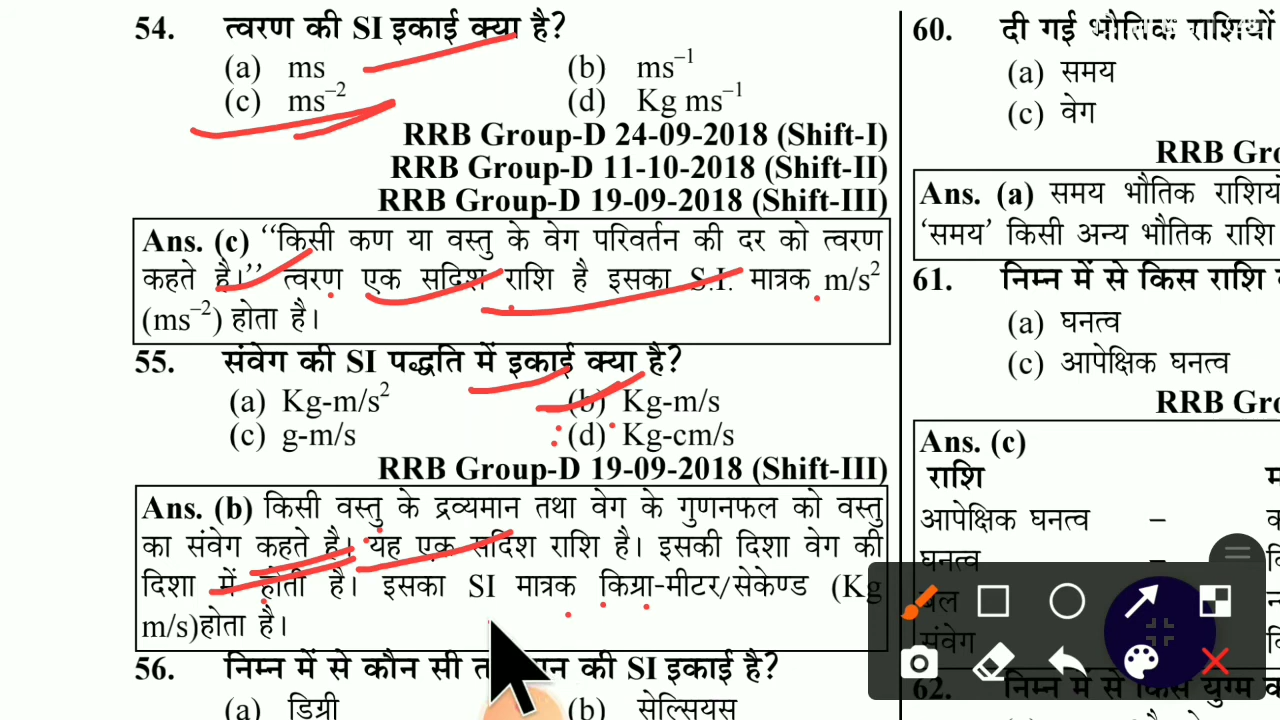 54. त्वरण की SI इकाई क्या है?
(a) ms (b) ms⁻¹
(c) ms⁻² (d) Kg ms⁻¹
RRB Group-D 24-09-2018 (Shift-I)
RRB Group-D 11-10-2018 (Shift-II)
RRB Group-D 19-09-2018 (Shift-III)
Ans. (c) “किसी कण या वस्तु के वेग परिवर्तन की दर को त्वरण
कहते है।” त्वरण एक सदिश राशि है इसका S.I. मात्रक m/s²
(ms⁻²) होता है।
55. संवेग की SI पद्धति में इकाई क्या है?
(a) Kg-m/s² (b) Kg-m/s
(c) g-m/s (d) Kg-cm/s
RRB Group-D 19-09-2018 (Shift-III)
Ans. (b) किसी वस्तु के द्रव्यमान तथा वेग के गुणनफल को वस्तु
का संवेग कहते है। यह एक सदिश राशि है। इसकी दिशा वेग की
दिशा में होती है। इसका SI मात्रक किग्रा-मीटर/सेकेण्ड (Kg
m/s)होता है।
56. निम्न में से कौन सी की SI इकाई है?
(a) डिग्री (b) सेल्सियस
60. दी गई भौतिक राशियों
(a) समय
(c) वेग
RRB
Ans. (a) समय भौतिक
‘समय’ किसी अन्य भौतिक राशि
61. निम्न में से किस राशि
(a) घनत्व
(c) आपेक्षिक घनत्व
RRB
Ans. (c)
राशि
आपेक्षिक घनत्व –
घनत्व –
बल
संवेग
62. निम्न में से किस युग्म